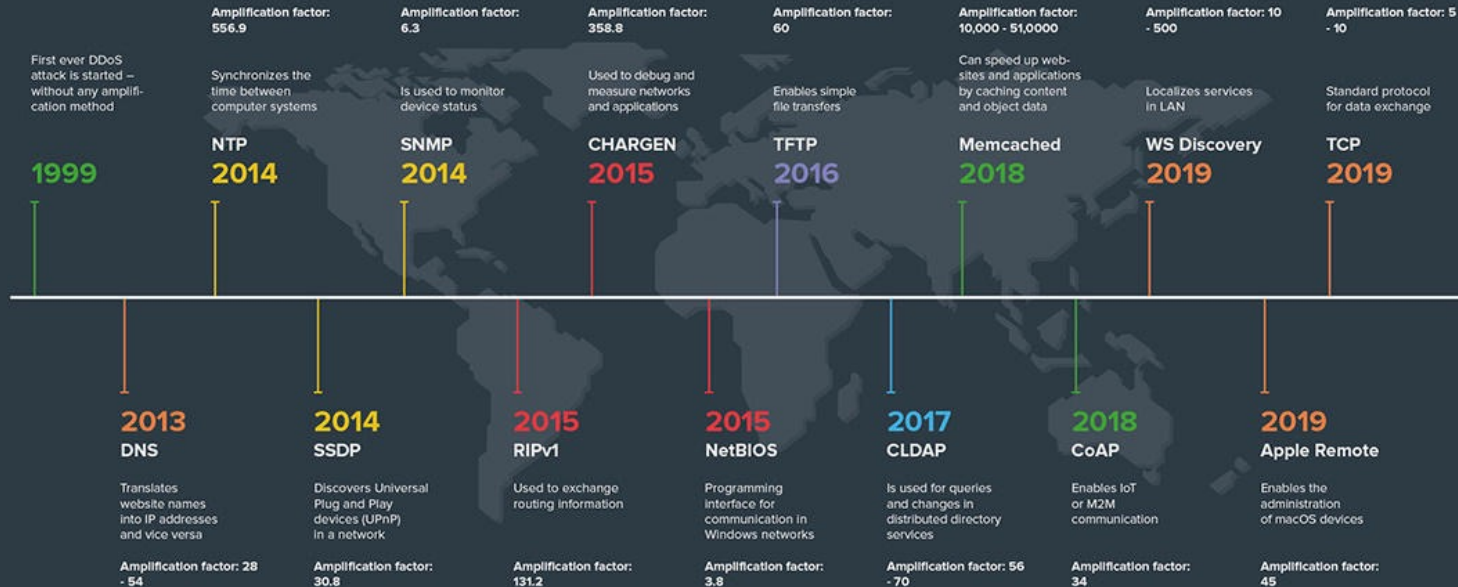 First ever DDoS
attack is started –
without any amplifi-
cation method
1999
Amplification factor:
556.9
Synchronizes the
time between
computer systems
NTP
2014
Amplification factor:
6.3
Is used to monitor
device status
SNMP
2014
Amplification factor:
358.8
Used to debug and
measure networks
and applications
CHARGEN
2015
Amplification factor:
60
Enables simple
file transfers
TFTP
2016
Amplification factor:
10,000 - 51,0000
Can speed up web-
sites and applications
by caching content
and object data
Memcached
2018
Amplification factor: 10
- 500
Localizes services
in LAN
WS Discovery
2019
Amplification factor: 5
- 10
Standard protocol
for data exchange
TCP
2019
2013
DNS
Translates
website names
into IP addresses
and vice versa
Amplification factor: 28
- 54
2014
SSDP
Discovers Universal
Plug and Play
devices (UPnP)
in a network
Amplification factor:
30.8
2015
RIPv1
Used to exchange
routing information
Amplification factor:
131.2
2015
NetBIOS
Programming
interface for
communication in
Windows networks
Amplification factor:
3.8
2017
CLDAP
Is used for queries
and changes in
distributed directory
services
Amplification factor: 56
- 70
2018
CoAP
Enables IoT
or M2M
communication
Amplification factor:
34
2019
Apple Remote
Enables the
administration
of macOS devices
Amplification factor:
45